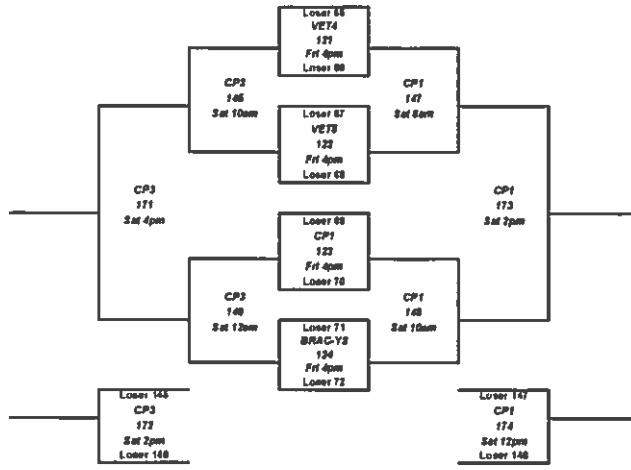 Loser 65
VET4
121
Fri 4pm
Loser 66
CP3
145
Sat 10am
CP1
147
Sat 8am
Loser 67
VET5
122
Fri 4pm
Loser 68
CP3
171
Sat 4pm
CP1
173
Sat 2pm
Loser 69
CP1
123
Fri 4pm
Loser 70
CP3
146
Sat 12am
CP1
148
Sat 10am
Loser 71
BRAC-Y2
124
Fri 4pm
Loser 72
Loser 145
CP3
172
Sat 2pm
Loser 146
Loser 147
CP1
174
Sat 12pm
Loser 148